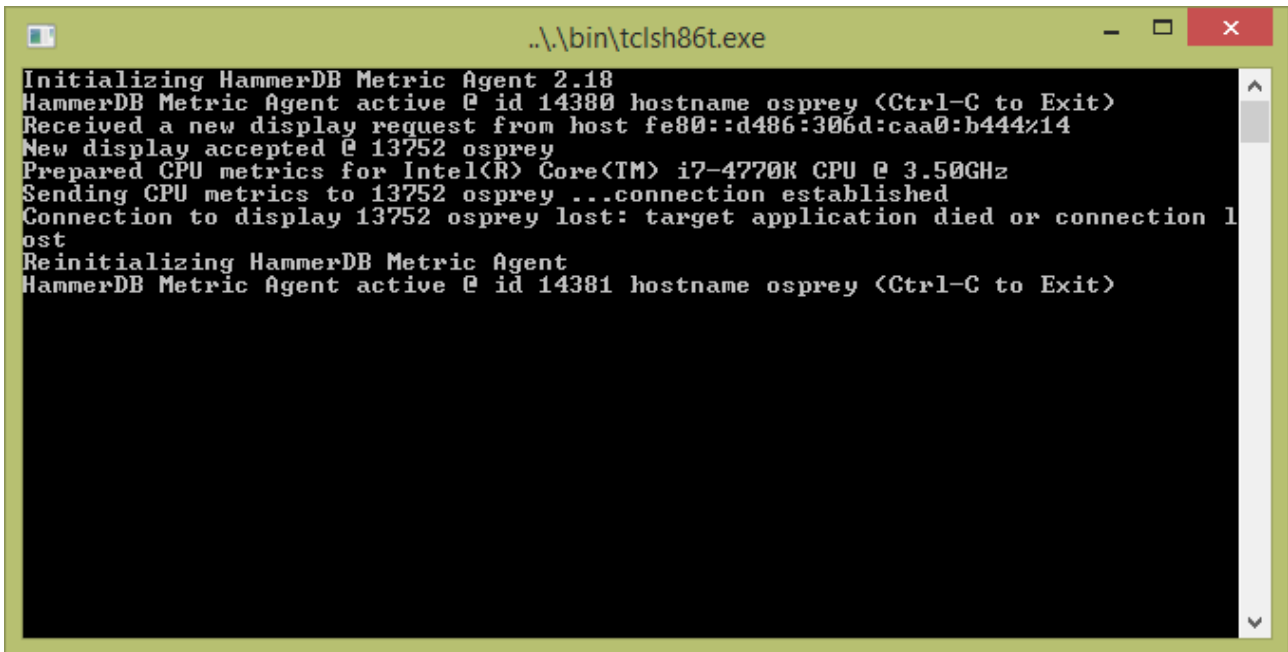 ..\.\bin\tclsh86t.exe
Initializing HammerDB Metric Agent 2.18
HammerDB Metric Agent active @ id 14380 hostname osprey (Ctrl-C to Exit)
Received a new display request from host fe80::d486:306d:caa0:b444%14
New display accepted @ 13752 osprey
Prepared CPU metrics for Intel(R) Core(TM) i7-4770K CPU @ 3.50GHz
Sending CPU metrics to 13752 osprey ...connection established
Connection to display 13752 osprey lost: target application died or connection l
ost
Reinitializing HammerDB Metric Agent
HammerDB Metric Agent active @ id 14381 hostname osprey (Ctrl-C to Exit)